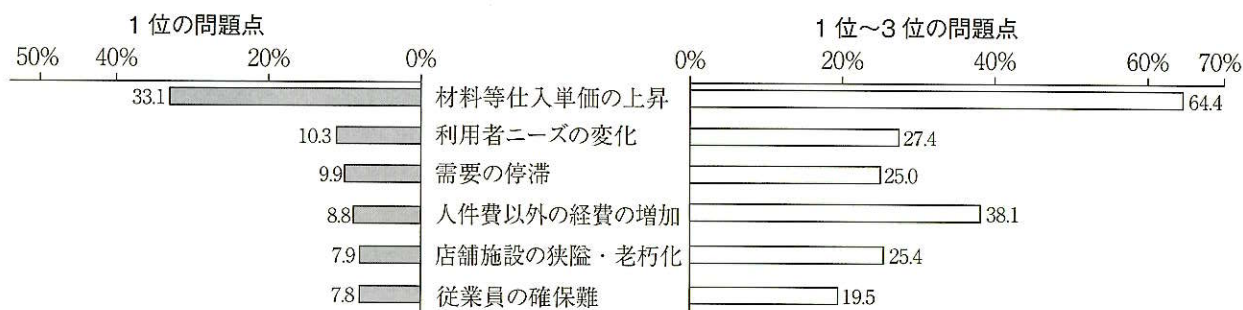 1位の問題点 1位～3位の問題点
50% 40% 20% 0% 0% 20% 40% 60% 70%
33.1 材料等仕入単価の上昇 64.4
10.3 利用者ニーズの変化 27.4
9.9 需要の停滞 25.0
8.8 人件費以外の経費の増加 38.1
7.9 店舗施設の狭隘・老朽化 25.4
7.8 従業員の確保難 19.5